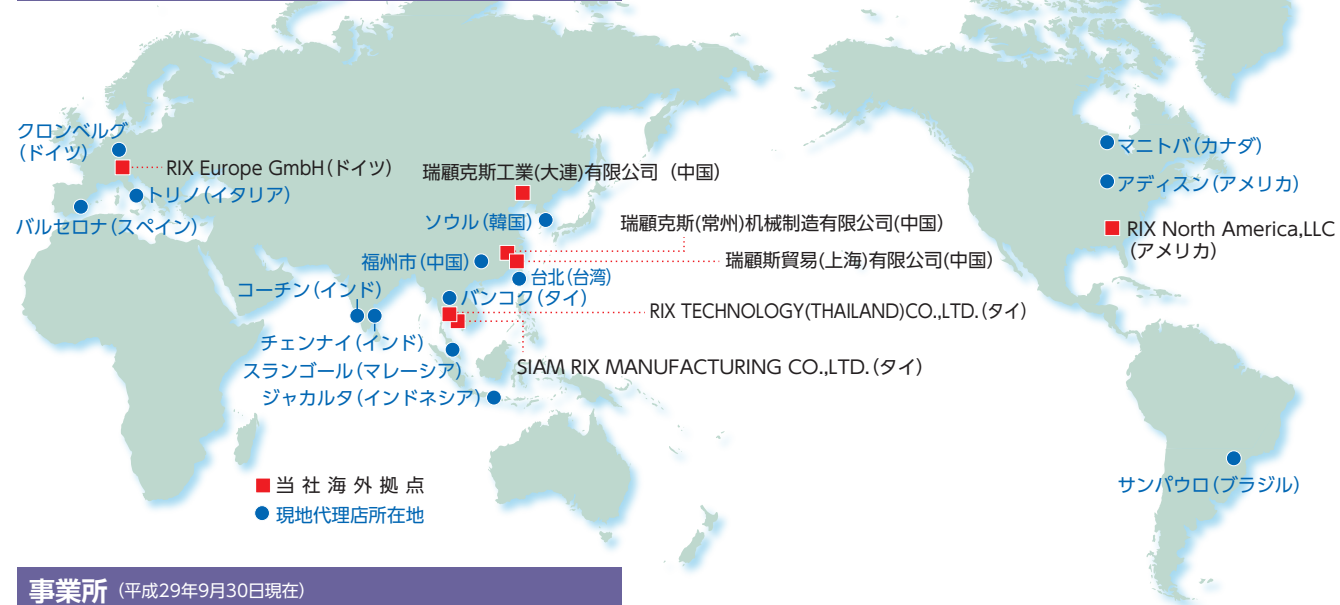 クロンベルグ
(ドイツ)
RIX Europe GmbH(ドイツ)
トリノ(イタリア)
バルセロナ(スペイン)
瑞顧克斯工業(大連)有限公司 (中国)
ソウル(韓国)
瑞顧克斯(常州)机械制造有限公司(中国)
福州市(中国)
瑞顧斯貿易(上海)有限公司(中国)
台北(台湾)
コーチン(インド)
バンコク(タイ)
RIX TECHNOLOGY(THAILAND)CO.,LTD.(タイ)
チェンナイ(インド)
スランゴール(マレーシア)
SIAM RIX MANUFACTURING CO.,LTD.(タイ)
ジャカルタ(インドネシア)
マニトバ(カナダ)
アディスン(アメリカ)
RIX North America,LLC
(アメリカ)
サンパウロ(ブラジル)
当社海外拠点
現地代理店所在地
事業所 (平成29年9月30日現在)